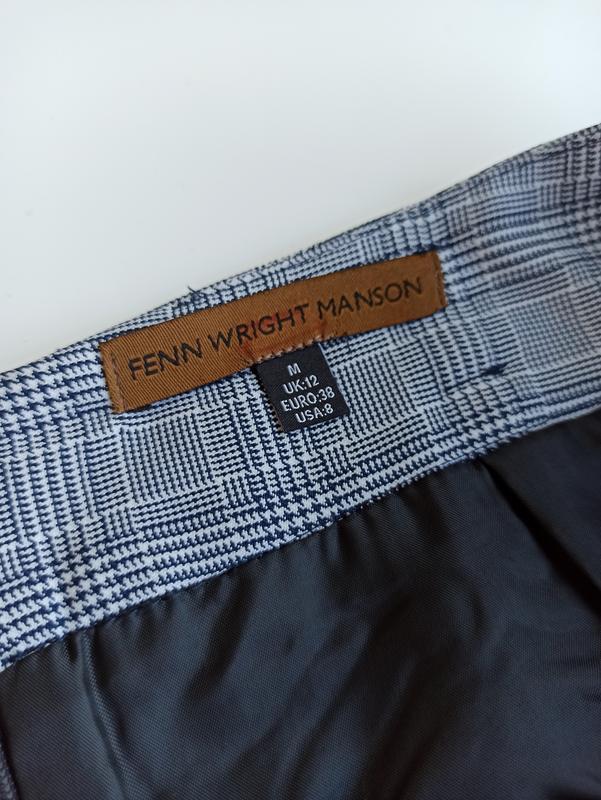 FENN WRIGHT MANSON
M
UK:12
EURO:38
USA:8